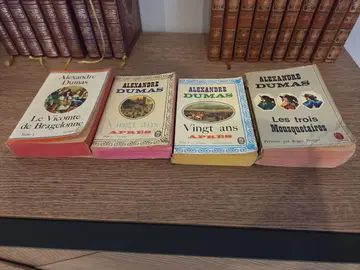 Alexandre Dumas
Le Vicomte
de Bragelonne
ALEXANDRE
DUMAS
Vingt ans
APRÈS
ALEXANDRE
DUMAS
Vingt ans
APRÈS
ALEXANDRE
DUMAS
Les trois
Mousquetaires